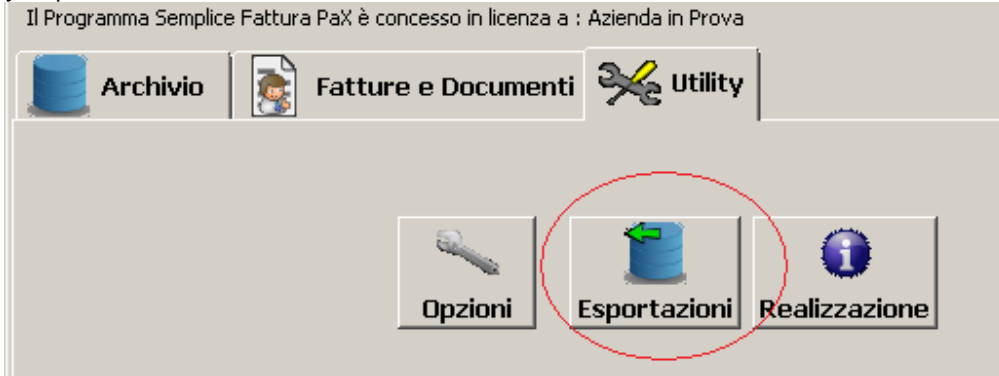 Il Programma Semplice Fattura PaX è concesso in licenza a : Azienda in Prova
Archivio Fatture e Documenti Utility
Opzioni Esportazioni Realizzazione